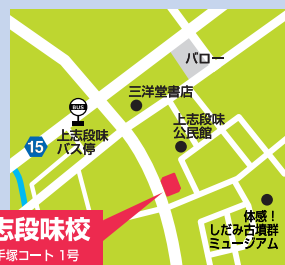 バロー
三洋堂書店
BUS
上志段味
バス停
上志段味
公民館
15
志段味校
手塚コート 1号
体感!
しだみ古墳群
ミュージアム